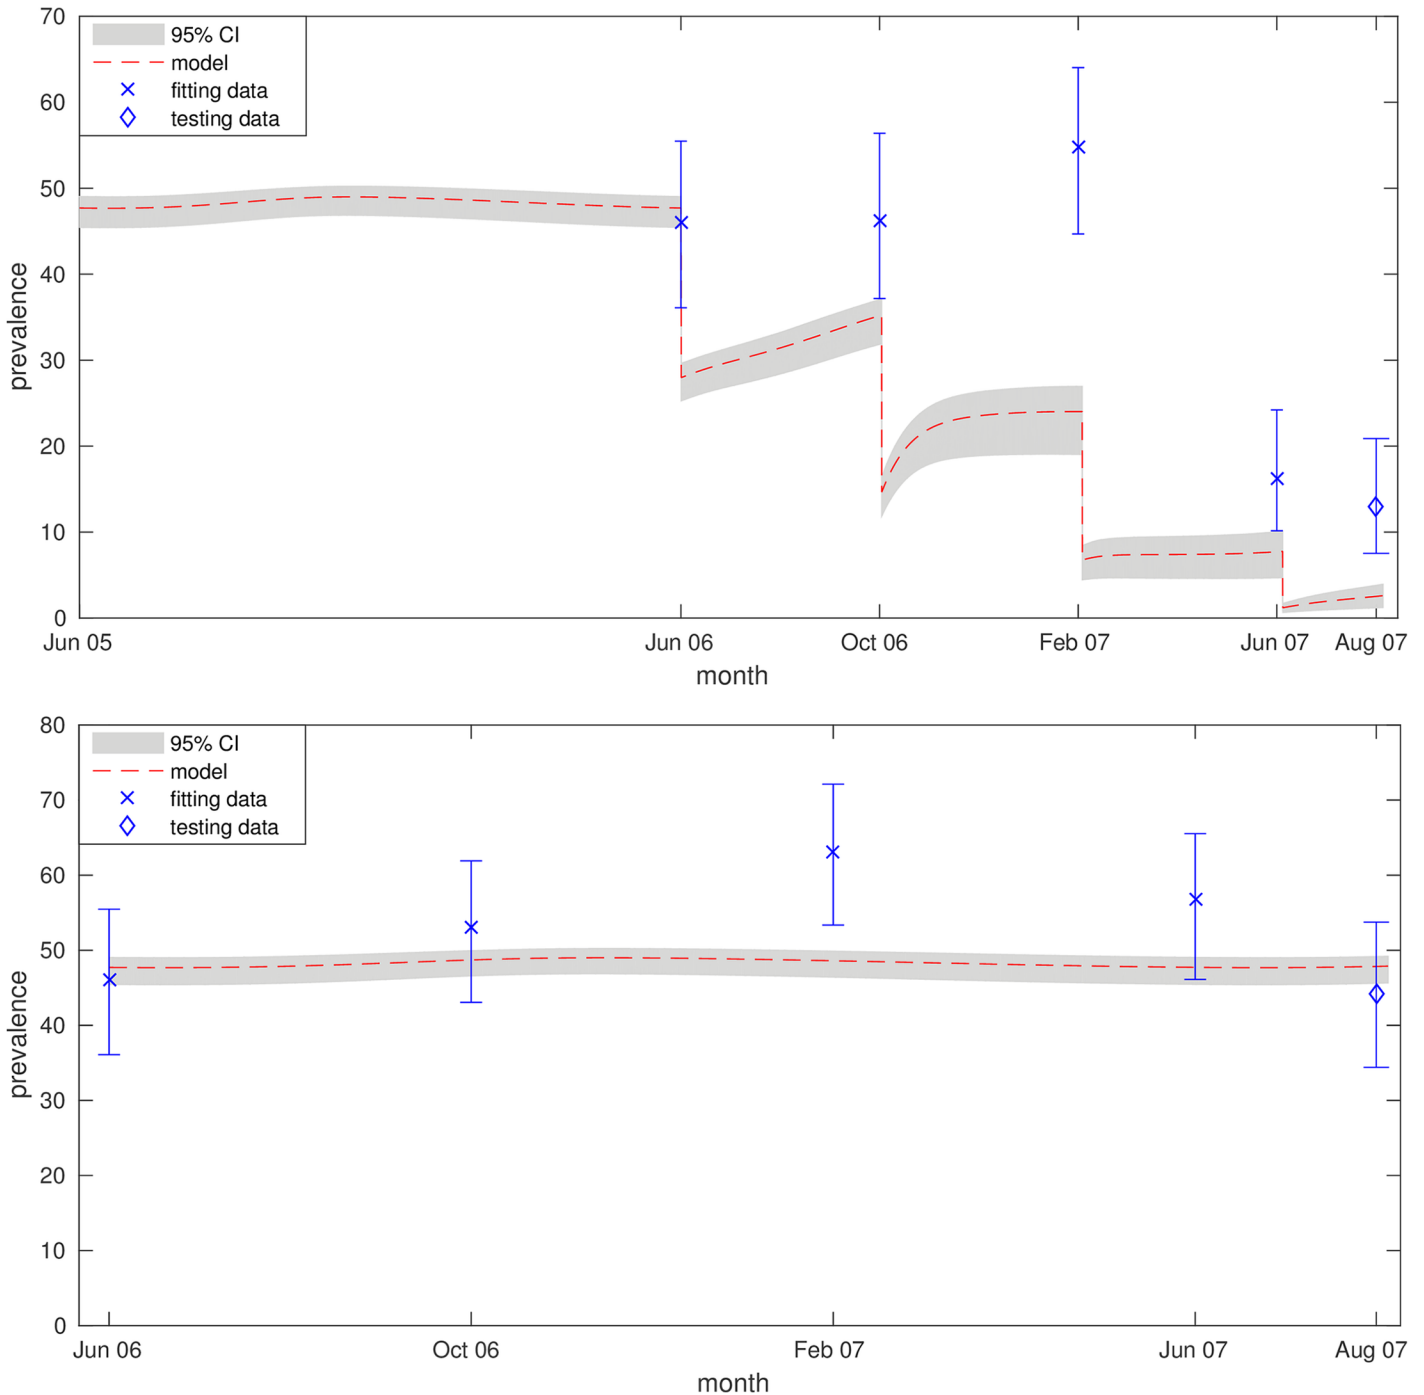 70
60
50
40
30
20
10
0
prevalence
95% CI
model
fitting data
testing data
Jun 05 Jun 06 Oct 06 Feb 07 Jun 07 Aug 07
month
80
70
60
50
40
30
20
10
0
prevalence
95% CI
model
fitting data
testing data
Jun 06 Oct 06 Feb 07 Jun 07 Aug 07
month